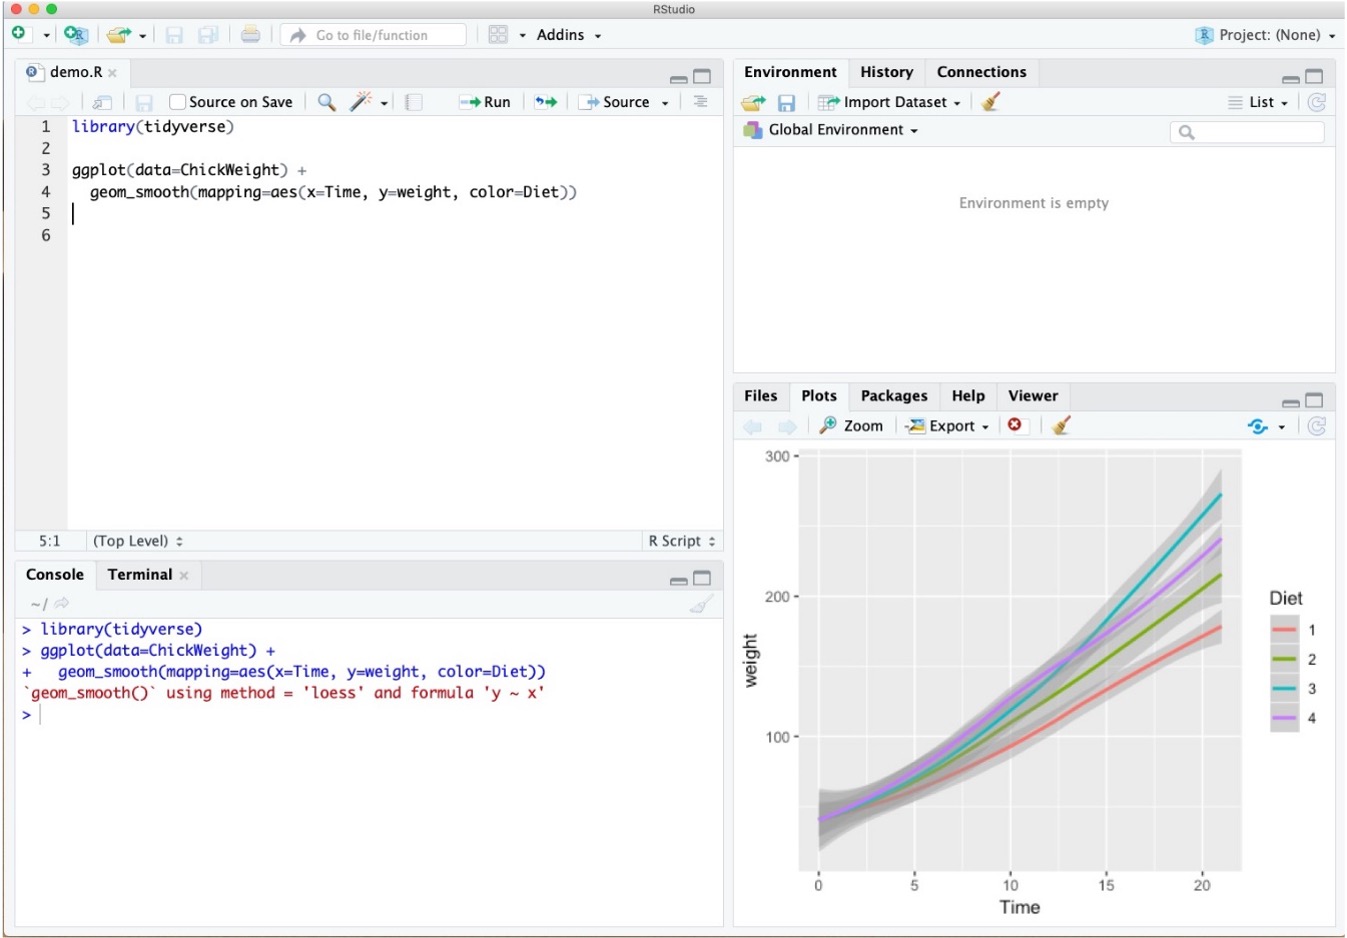 RStudio
Go to file/function
Addins
Project: (None)
demo.R
Source on Save
Run
Source
1 library(tidyverse)
2
3 ggplot(data=ChickWeight) +
4   geom_smooth(mapping=aes(x=Time, y=weight, color=Diet))
5
6
5:1 (Top Level) R Script
Console Terminal
~/
> library(tidyverse)
> ggplot(data=ChickWeight) +
+   geom_smooth(mapping=aes(x=Time, y=weight, color=Diet))
`geom_smooth()` using method = 'loess' and formula 'y ~ x'
>
Environment History Connections
Import Dataset List
Global Environment
Environment is empty
Files Plots Packages Help Viewer
Zoom Export
300
200
100
weight
0 5 10 15 20
Time
Diet
1
2
3
4